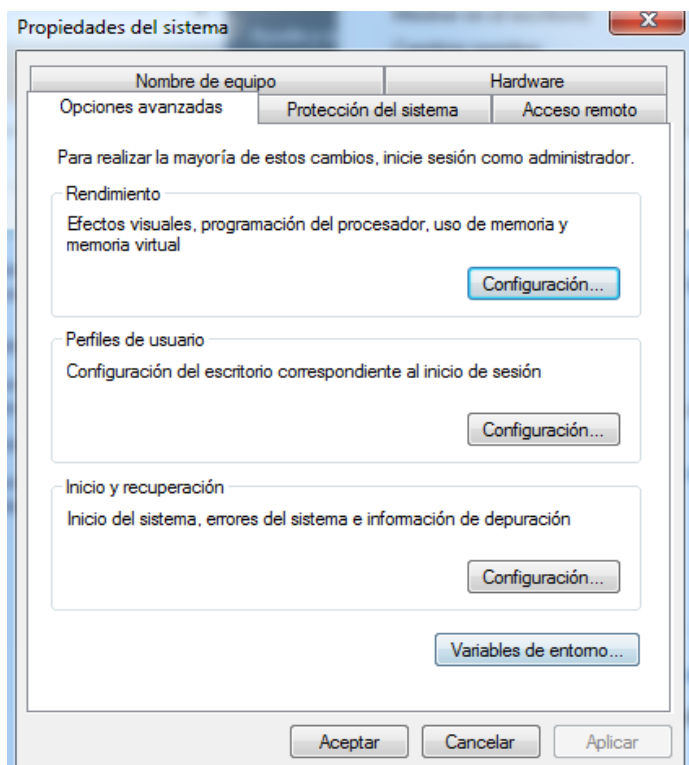 Propiedades del sistema
Nombre de equipo
Hardware
Opciones avanzadas
Protección del sistema
Acceso remoto
Para realizar la mayoría de estos cambios, inicie sesión como administrador.
Rendimiento
Efectos visuales, programación del procesador, uso de memoria y
memoria virtual
Configuración...
Perfiles de usuario
Configuración del escritorio correspondiente al inicio de sesión
Configuración...
Inicio y recuperación
Inicio del sistema, errores del sistema e información de depuración
Configuración...
Variables de entorno...
Aceptar
Cancelar
Aplicar